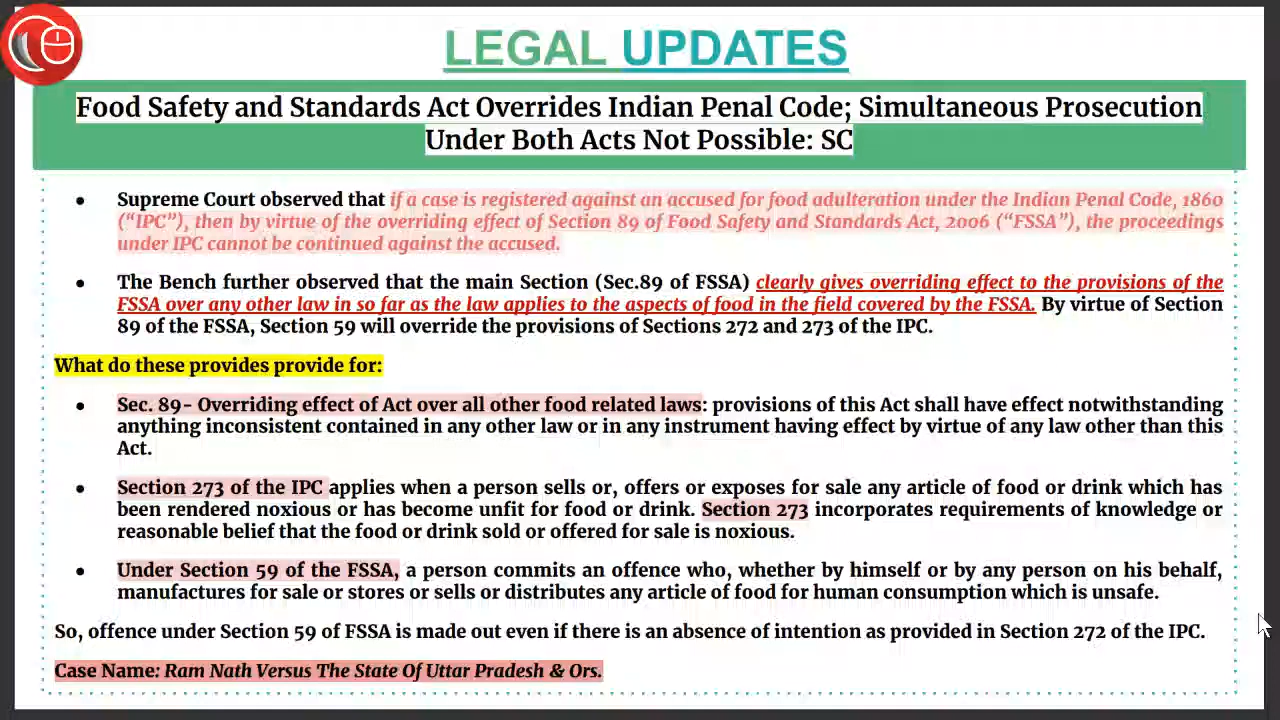 LEGAL UPDATES
Food Safety and Standards Act Overrides Indian Penal Code; Simultaneous Prosecution
Under Both Acts Not Possible: SC
● Supreme Court observed that if a case is registered against an accused for food adulteration under the Indian Penal Code, 1860
(“IPC”), then by virtue of the overriding effect of Section 89 of Food Safety and Standards Act, 2006 (“FSSA”), the proceedings
under IPC cannot be continued against the accused.
● The Bench further observed that the main Section (Sec.89 of FSSA) clearly gives overriding effect to the provisions of the
FSSA over any other law in so far as the law applies to the aspects of food in the field covered by the FSSA. By virtue of Section
89 of the FSSA, Section 59 will override the provisions of Sections 272 and 273 of the IPC.
What do these provides provide for:
● Sec. 89- Overriding effect of Act over all other food related laws: provisions of this Act shall have effect notwithstanding
anything inconsistent contained in any other law or in any instrument having effect by virtue of any law other than this
Act.
● Section 273 of the IPC applies when a person sells or, offers or exposes for sale any article of food or drink which has
been rendered noxious or has become unfit for food or drink. Section 273 incorporates requirements of knowledge or
reasonable belief that the food or drink sold or offered for sale is noxious.
● Under Section 59 of the FSSA, a person commits an offence who, whether by himself or by any person on his behalf,
manufactures for sale or stores or sells or distributes any article of food for human consumption which is unsafe.
So, offence under Section 59 of FSSA is made out even if there is an absence of intention as provided in Section 272 of the IPC.
Case Name: Ram Nath Versus The State Of Uttar Pradesh & Ors.